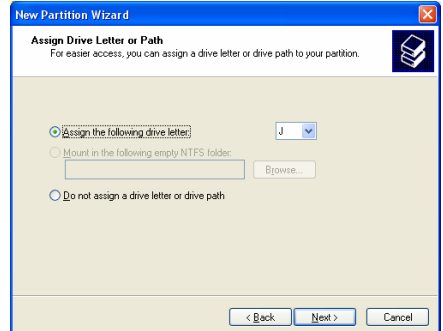 New Partition Wizard
Assign Drive Letter or Path
For easier access, you can assign a drive letter or drive path to your partition.
Assign the following drive letter: J
Mount in the following empty NTFS folder:
Browse...
Do not assign a drive letter or drive path
< Back Next > Cancel